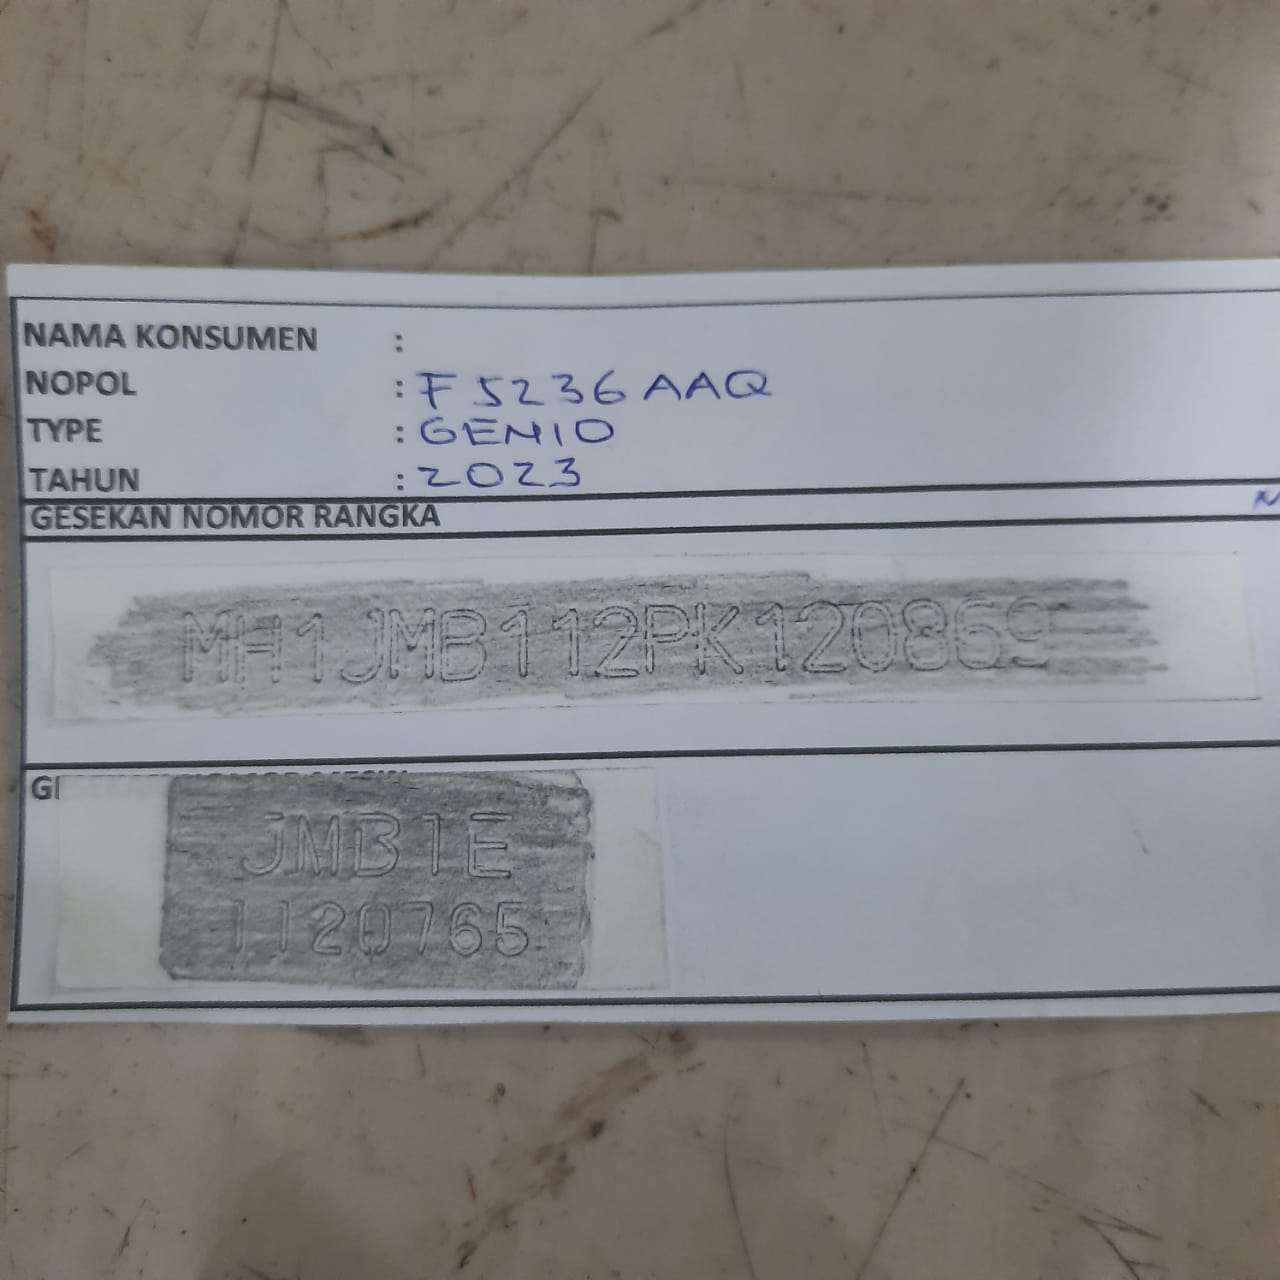 NAMA KONSUMEN :
NOPOL : F 5236 AAQ
TYPE : GENIO
TAHUN : 2023
GESEKAN NOMOR RANGKA
MH1JMB112PK120869
JMB1E
1120765